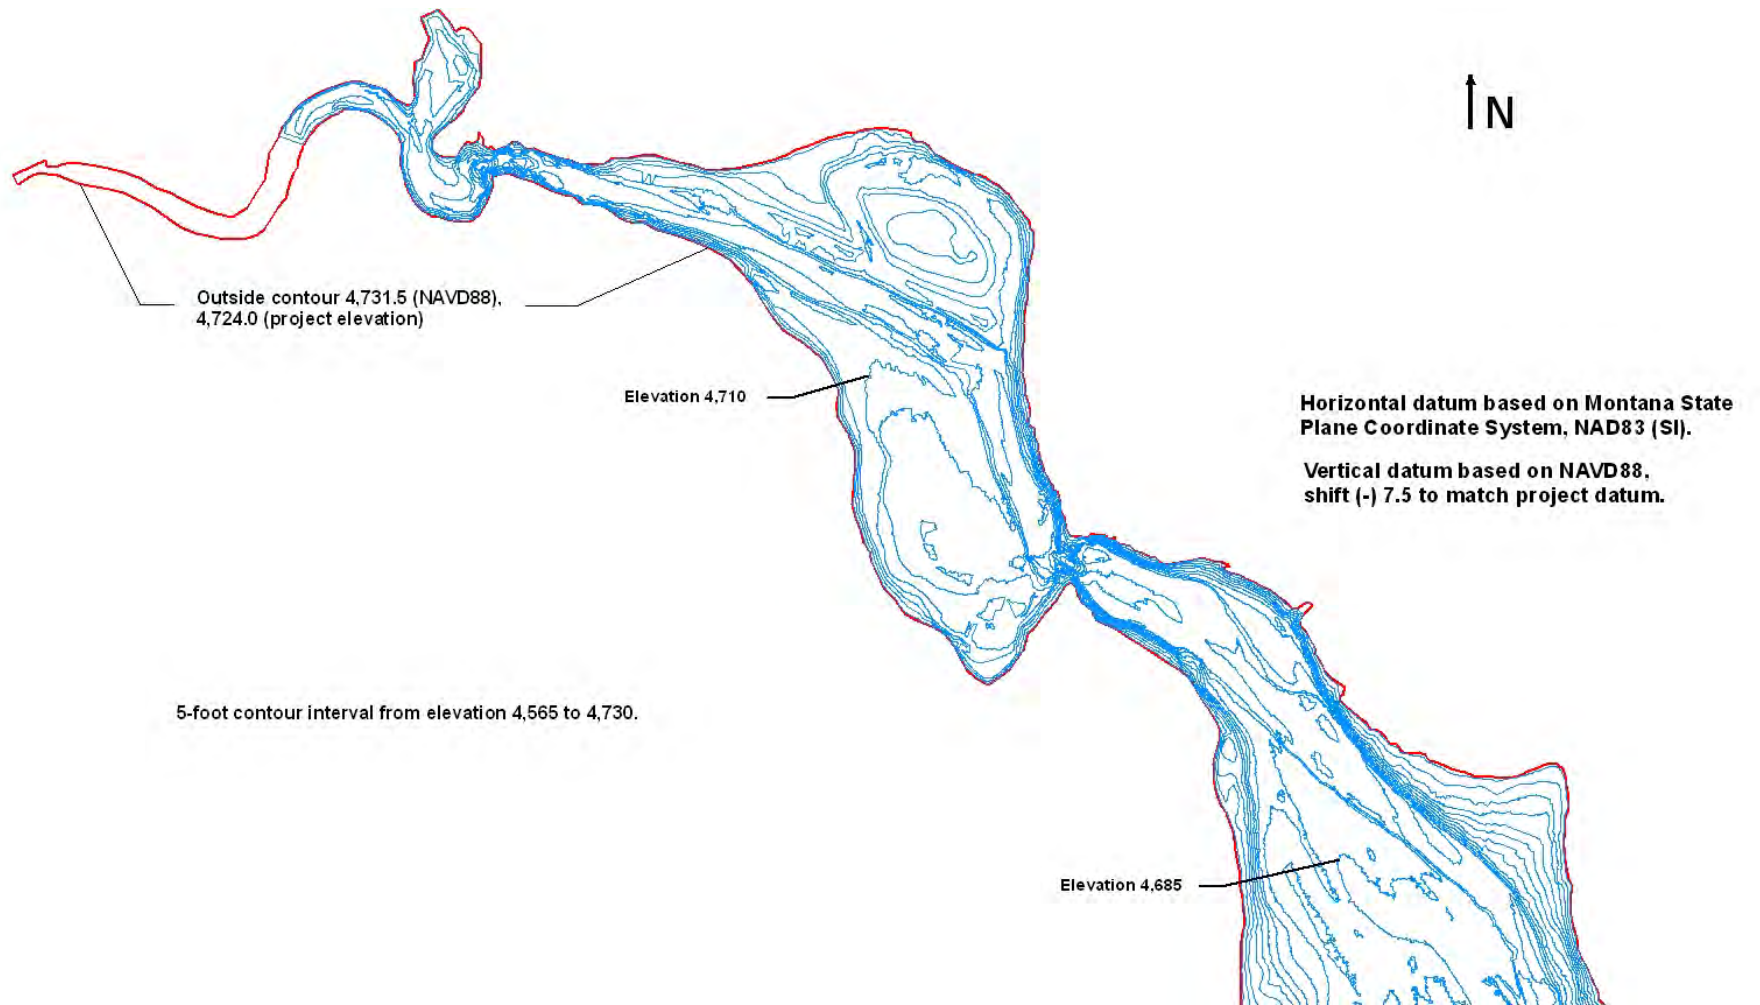 N
Outside contour 4,731.5 (NAVD88),
4,724.0 (project elevation)
Elevation 4,710
Horizontal datum based on Montana State
Plane Coordinate System, NAD83 (SI).
Vertical datum based on NAVD88,
shift (-) 7.5 to match project datum.
5-foot contour interval from elevation 4,565 to 4,730.
Elevation 4,685